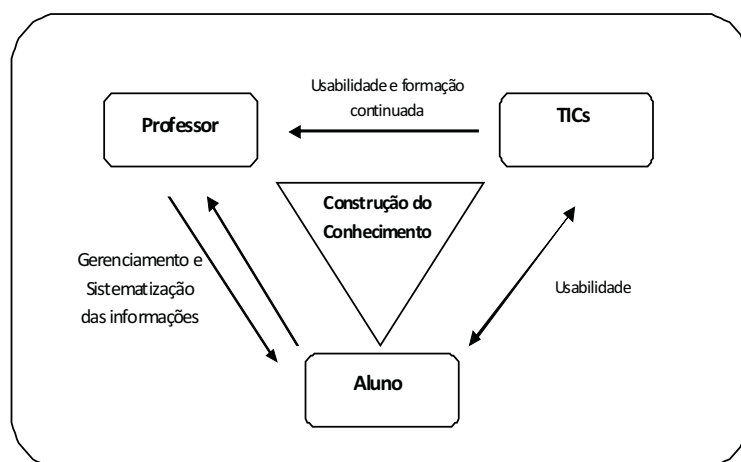 Usabilidade e formação
continuada
Professor
TICs
Construção do
Conhecimento
Gerenciamento e
Sistematização
das informações
Usabilidade
Aluno